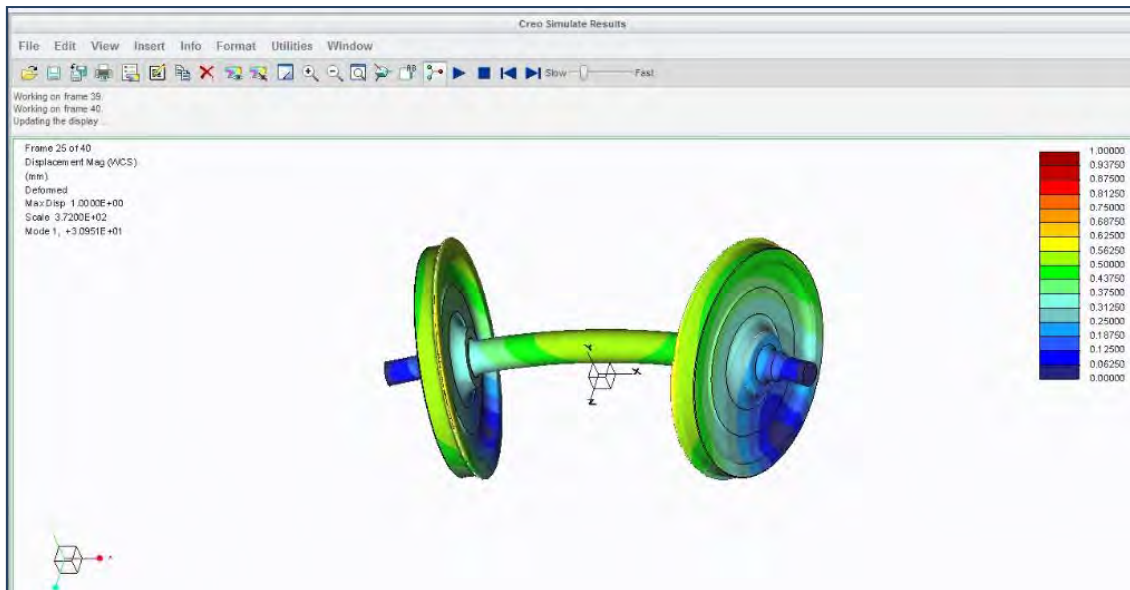 Creo Simulate Results
File Edit View Insert Info Format Utilities Window
Slow Fast
Working on frame 39.
Working on frame 40.
Updating the display...
Frame 25 of 40
Displacement Mag (WCS)
(mm)
Deformed
Max Disp 1.0000E+00
Scale 3.7200E+02
Mode 1, +3.0951E+01
1.00000
0.93750
0.87500
0.81250
0.75000
0.68750
0.62500
0.56250
0.50000
0.43750
0.37500
0.31250
0.25000
0.18750
0.12500
0.06250
0.00000
Y
X
Z